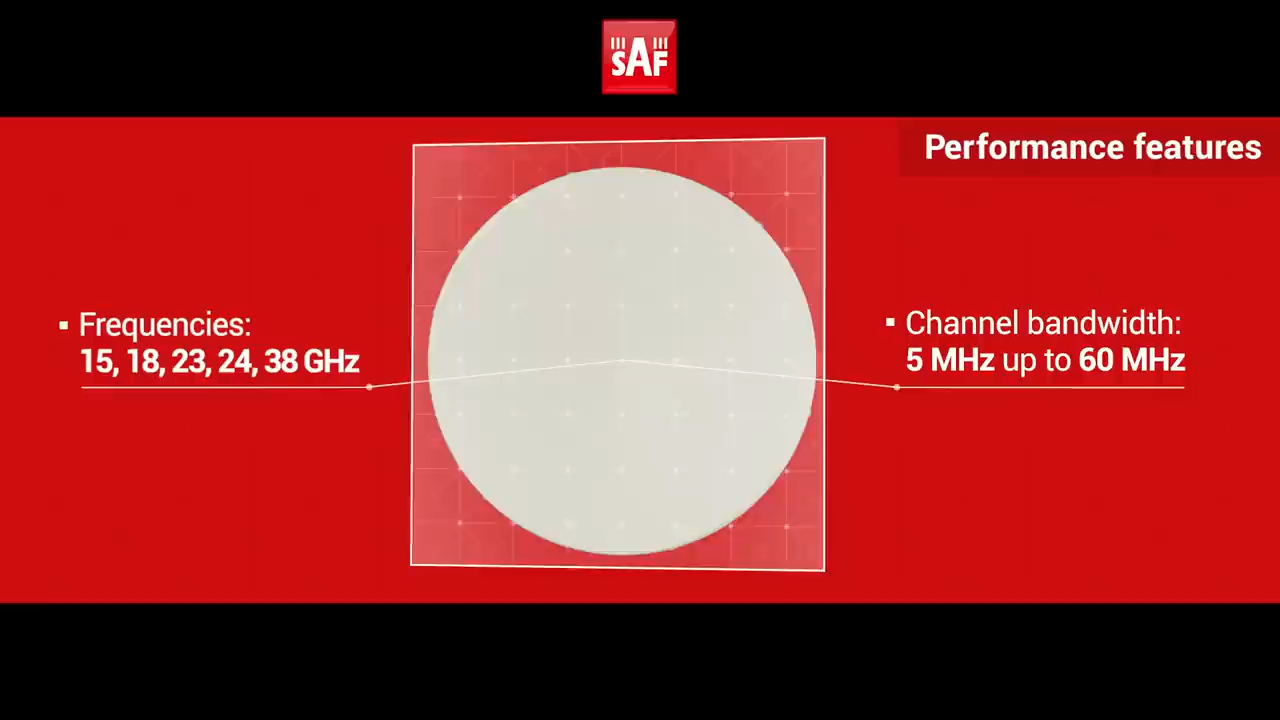 SAF
Performance features
▪ Frequencies:
15, 18, 23, 24, 38 GHz
▪ Channel bandwidth:
5 MHz up to 60 MHz